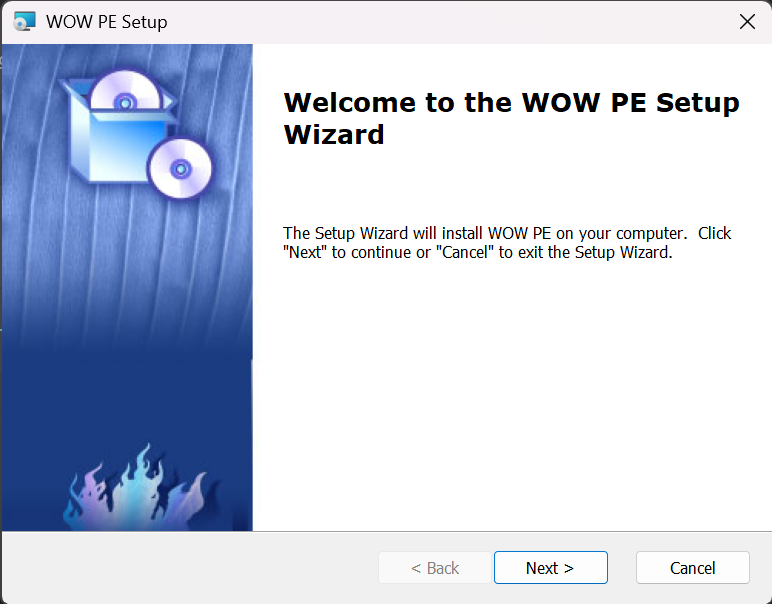 WOW PE Setup
Welcome to the WOW PE Setup
Wizard
The Setup Wizard will install WOW PE on your computer.  Click
"Next" to continue or "Cancel" to exit the Setup Wizard.
< Back
Next >
Cancel